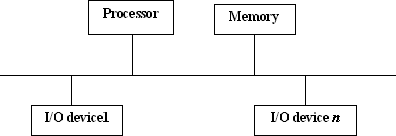 Processor
Memory
I/O device1
I/O device n